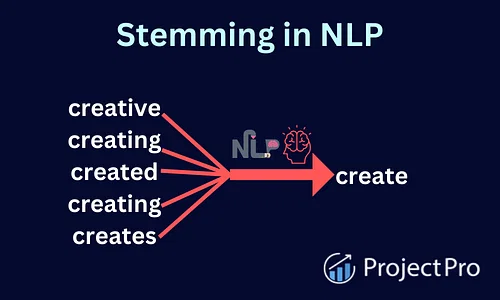 Stemming in NLP
creative
creating
created
creating
creates
NLP
create
ProjectPro